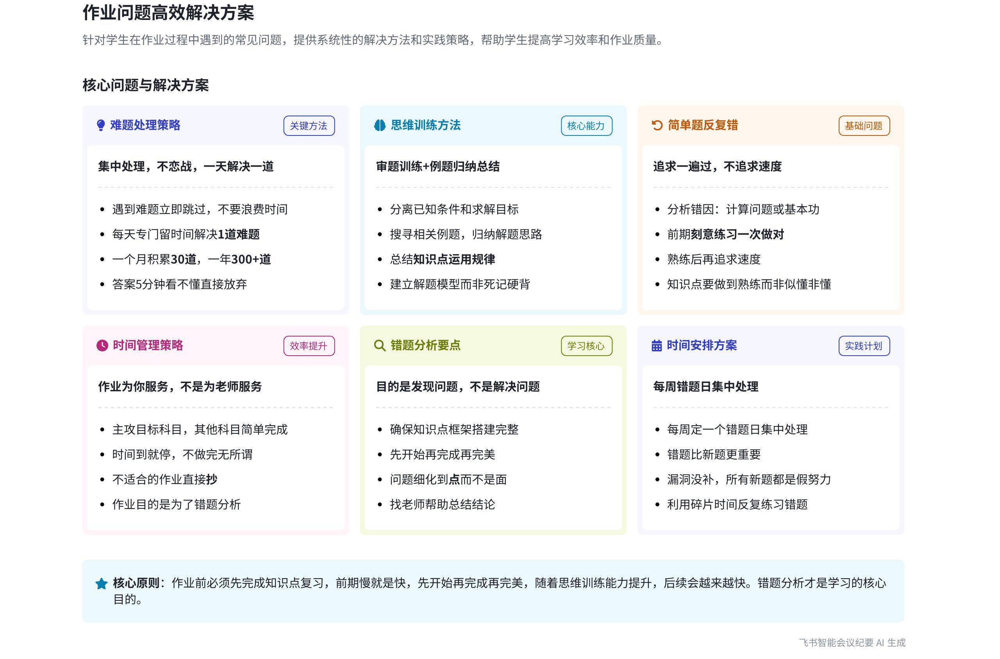 作业问题高效解决方案
针对学生在作业过程中遇到的常见问题，提供系统性的解决方法和实践策略，帮助学生提高学习效率和作业质量。
核心问题与解决方案
难题处理策略
关键方法
集中处理，不恋战，一天解决一道
遇到难题立即跳过，不要浪费时间
每天专门留时间解决1道难题
一个月积累30道，一年300+道
答案5分钟看不懂直接放弃
思维训练方法
核心能力
审题训练+例题归纳总结
分离已知条件和求解目标
搜寻相关例题，归纳解题思路
总结知识点运用规律
建立解题模型而非死记硬背
简单题反复错
基础问题
追求一遍过，不追求速度
分析错因：计算问题或基本功
前期刻意练习一次做对
熟练后再追求速度
知识点要做到熟练而非似懂非懂
时间管理策略
效率提升
作业为你服务，不是为老师服务
主攻目标科目，其他科目简单完成
时间到就停，不做完无所谓
不适合的作业直接抄
作业目的是为了错题分析
错题分析要点
学习核心
目的是发现问题，不是解决问题
确保知识点框架搭建完整
先开始再完成再完美
问题细化到点而不是面
找老师帮助总结结论
时间安排方案
实践计划
每周错题日集中处理
每周定一个错题日集中处理
错题比新题更重要
漏洞没补，所有新题都是假努力
利用碎片时间反复练习错题
核心原则：作业前必须先完成知识点复习，前期慢就是快，先开始再完成再完美，随着思维训练能力提升，后续会越来越快。错题分析才是学习的核心
目的。
飞书智能会议纪要 AI 生成